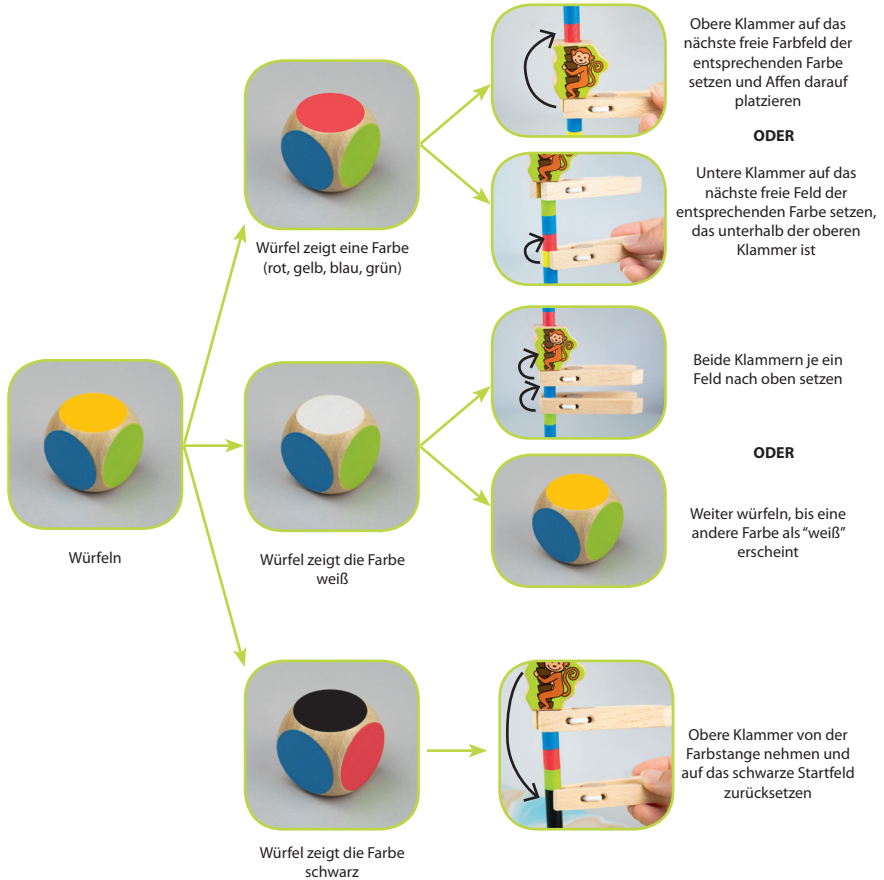 Obere Klammer auf das
nächste freie Farbfeld der
entsprechenden Farbe
setzen und Affen darauf
platzieren
ODER
Untere Klammer auf das
nächste freie Feld der
entsprechenden Farbe setzen,
das unterhalb der oberen
Klammer ist
Würfel zeigt eine Farbe
(rot, gelb, blau, grün)
Beide Klammern je ein
Feld nach oben setzen
ODER
Weiter würfeln, bis eine
andere Farbe als “weiß”
erscheint
Würfeln
Würfel zeigt die Farbe
weiß
Obere Klammer von der
Farbstange nehmen und
auf das schwarze Startfeld
zurücksetzen
Würfel zeigt die Farbe
schwarz